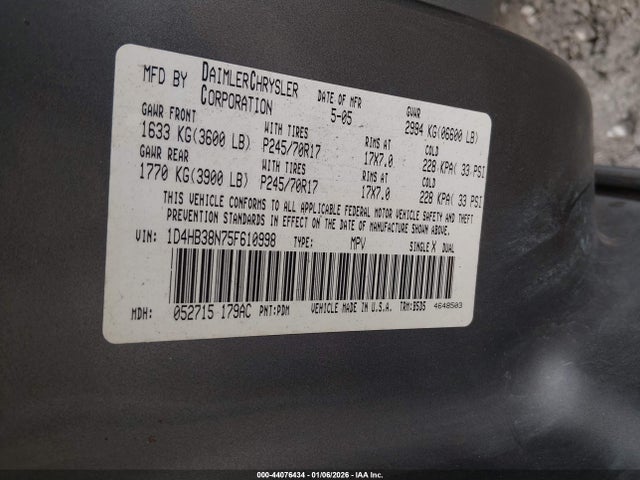 MFD BY DAIMLERCHRYSLER CORPORATION DATE OF MFR 5-05 GVWR 2994 KG(06600 LB)
GAWR FRONT WITH TIRES RIMS AT COLD
1633 KG(3600 LB) P245/70R17 17X7.0 228 KPA( 33 PSI
GAWR REAR WITH TIRES RIMS AT COLD
1770 KG(3900 LB) P245/70R17 17X7.0 228 KPA( 33 PSI
THIS VEHICLE CONFORMS TO ALL APPLICABLE FEDERAL MOTOR VEHICLE SAFETY AND THEFT
PREVENTION STANDARDS IN EFFECT ON THE DATE OF MANUFACTURE SHOWN ABOVE.
VIN: 1D4HB38N75F610998 TYPE: MPV SINGLE X DUAL
MDH: 052715 179AC PNT:PDM VEHICLE MADE IN U.S.A. TRM:B5D5 4648503
000-44076434 - 01/06/2026 - IAA Inc.